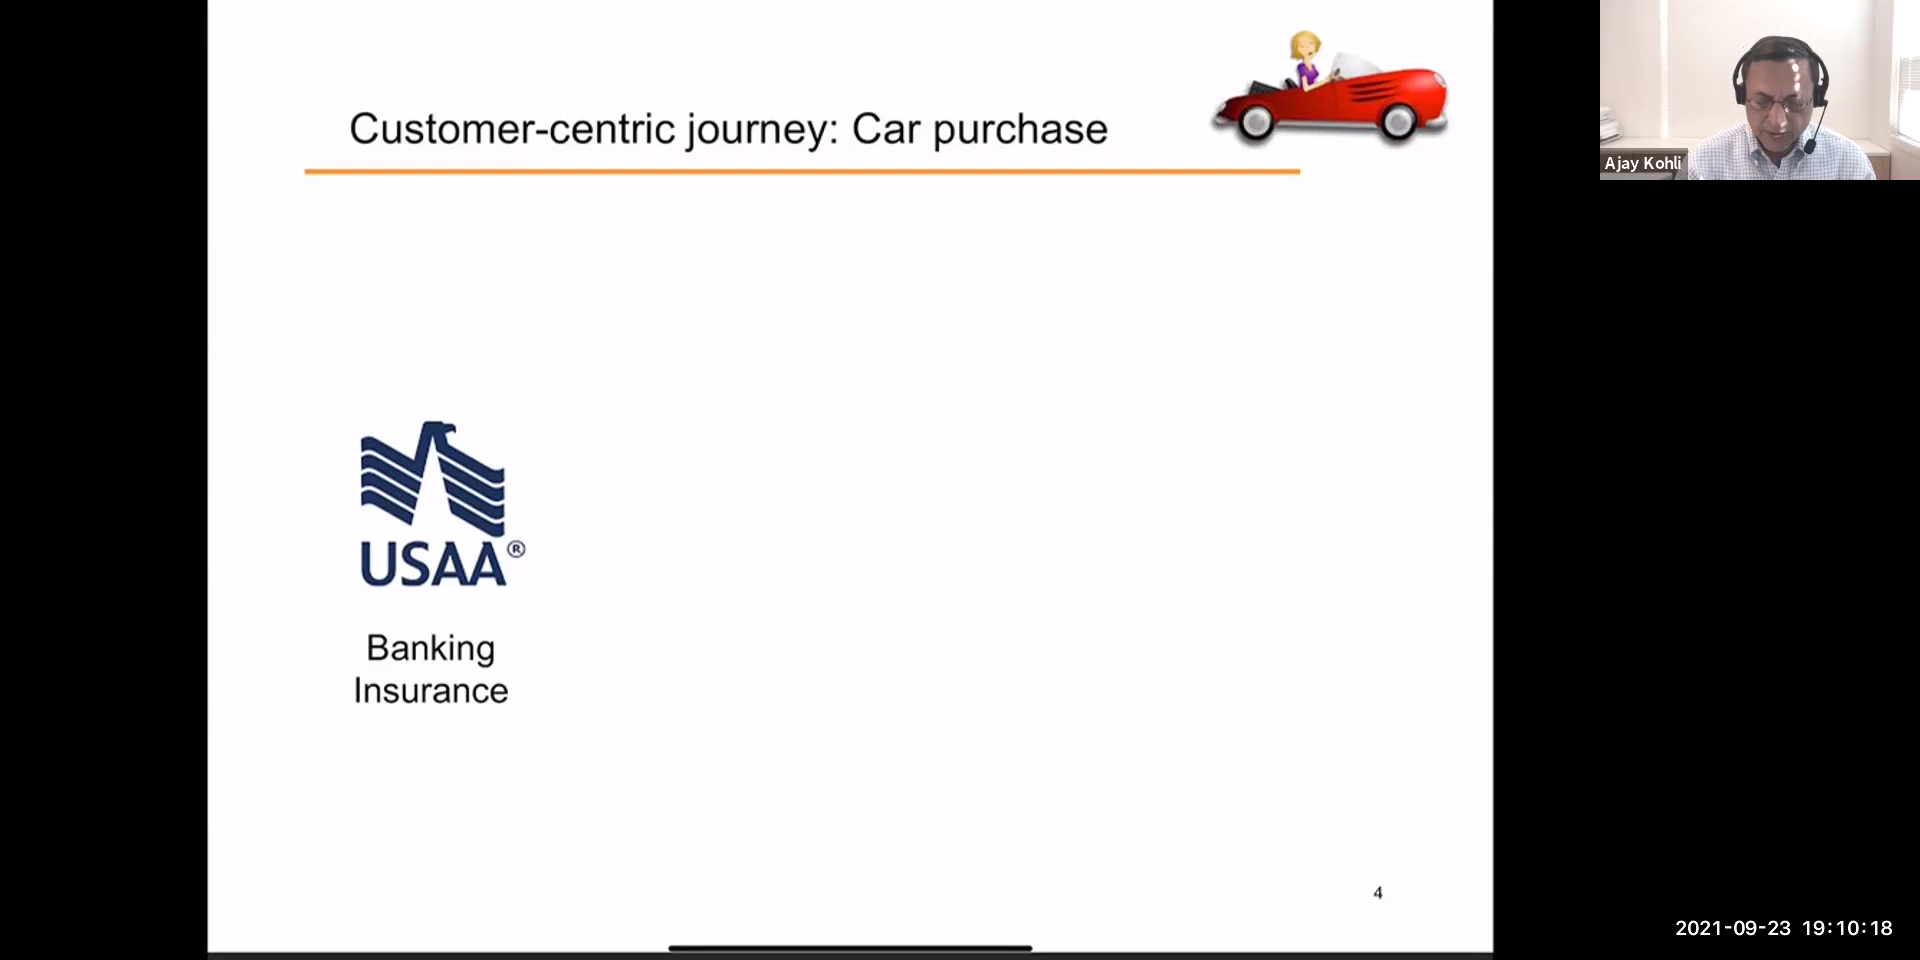 Customer-centric journey: Car purchase
Ajay Kohli
USAA®
Banking
Insurance
4
2021-09-23 19:10:18